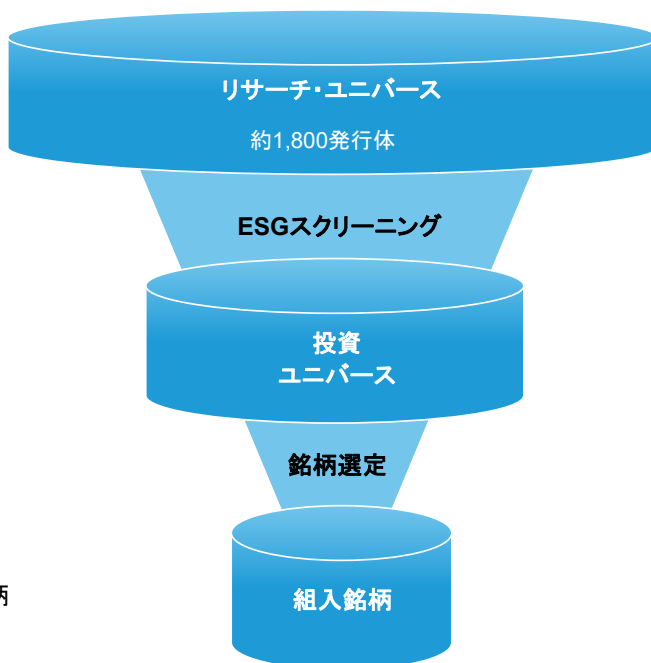 リサーチ・ユニバース
約1,800発行体
ESGスクリーニング
投資
ユニバース
銘柄選定
柄
組入銘柄